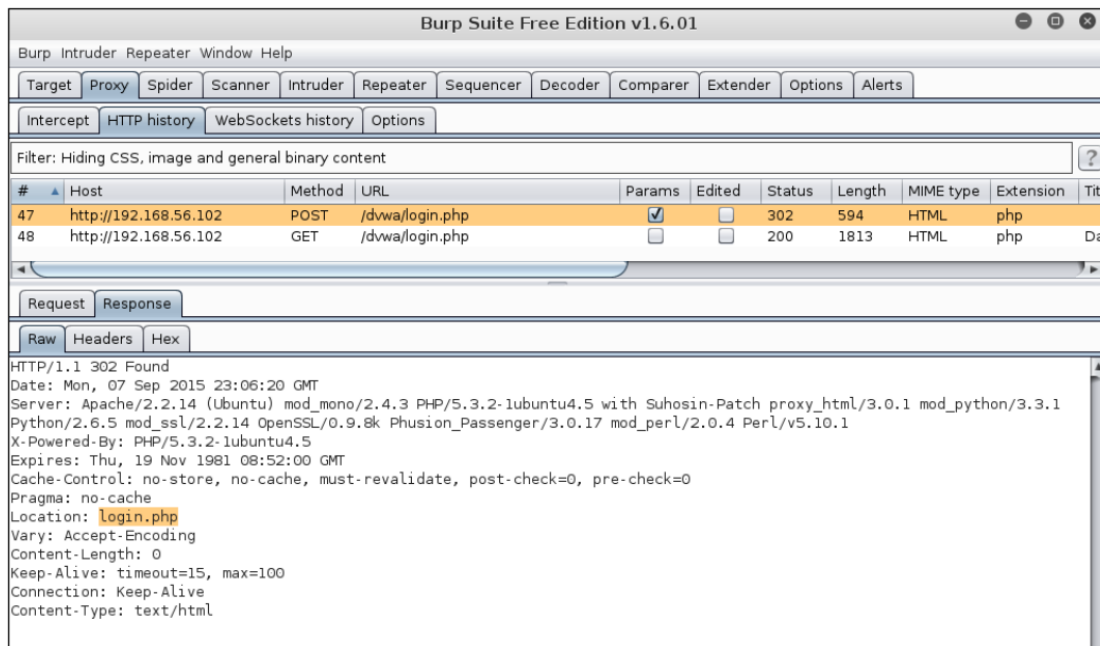 Burp Suite Free Edition v1.6.01
Burp Intruder Repeater Window Help
Target Proxy Spider Scanner Intruder Repeater Sequencer Decoder Comparer Extender Options Alerts
Intercept HTTP history WebSockets history Options
Filter: Hiding CSS, image and general binary content ?
# Host Method URL Params Edited Status Length MIME type Extension Tit
47 http://192.168.56.102 POST /dvwa/login.php 302 594 HTML php
48 http://192.168.56.102 GET /dvwa/login.php 200 1813 HTML php Da
Request Response
Raw Headers Hex
HTTP/1.1 302 Found
Date: Mon, 07 Sep 2015 23:06:20 GMT
Server: Apache/2.2.14 (Ubuntu) mod_mono/2.4.3 PHP/5.3.2-1ubuntu4.5 with Suhosin-Patch proxy_html/3.0.1 mod_python/3.3.1
Python/2.6.5 mod_ssl/2.2.14 OpenSSL/0.9.8k Phusion_Passenger/3.0.17 mod_perl/2.0.4 Perl/v5.10.1
X-Powered-By: PHP/5.3.2-1ubuntu4.5
Expires: Thu, 19 Nov 1981 08:52:00 GMT
Cache-Control: no-store, no-cache, must-revalidate, post-check=0, pre-check=0
Pragma: no-cache
Location: login.php
Vary: Accept-Encoding
Content-Length: 0
Keep-Alive: timeout=15, max=100
Connection: Keep-Alive
Content-Type: text/html